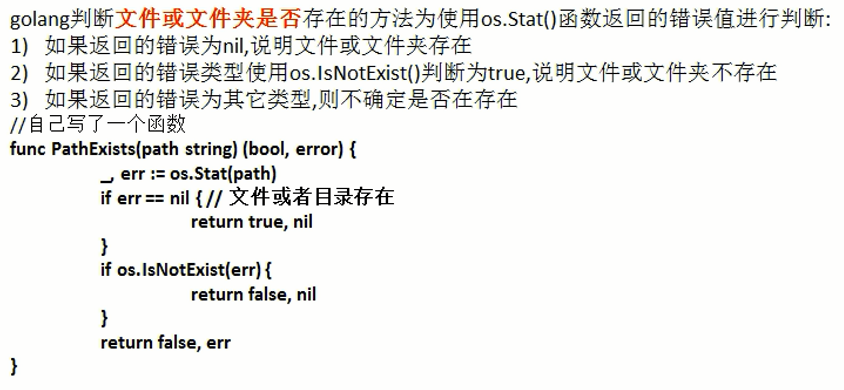 golang判断文件或文件夹是否存在的方法为使用os.Stat()函数返回的错误值进行判断:
1) 如果返回的错误为nil,说明文件或文件夹存在
2) 如果返回的错误类型使用os.IsNotExist()判断为true,说明文件或文件夹不存在
3) 如果返回的错误为其它类型,则不确定是否在存在
//自己写了一个函数
func PathExists(path string) (bool, error) {
_, err := os.Stat(path)
if err == nil { // 文件或者目录存在
return true, nil
}
if os.IsNotExist(err) {
return false, nil
}
return false, err
}